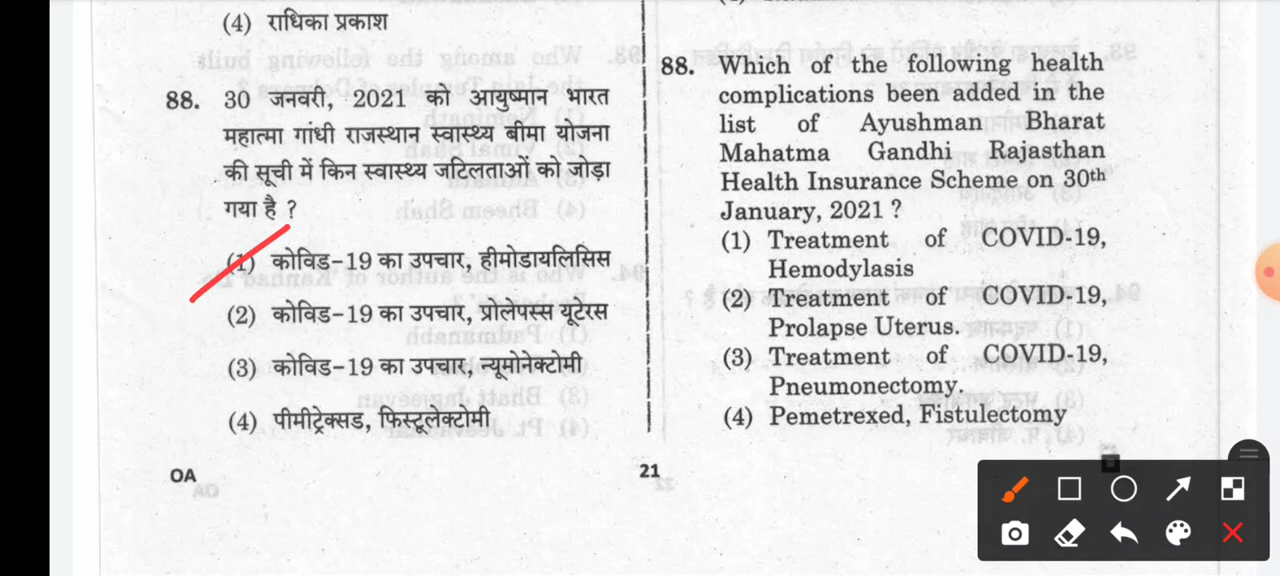 (4) राधिका प्रकाश
88. 30 जनवरी, 2021 को आयुष्मान भारत
महात्मा गांधी राजस्थान स्वास्थ्य बीमा योजना
की सूची में किन स्वास्थ्य जटिलताओं को जोड़ा
गया है ?
(1) कोविड-19 का उपचार, हीमोडायलिसिस
(2) कोविड-19 का उपचार, प्रोलेपस्स यूटेरस
(3) कोविड-19 का उपचार, न्यूमोनेक्टोमी
(4) पीमीट्रेक्सड, फिस्टूलेक्टोमी
OA
88. Which of the following health
complications been added in the
list of Ayushman Bharat
Mahatma Gandhi Rajasthan
Health Insurance Scheme on 30th
January, 2021 ?
(1) Treatment of COVID-19,
Hemodylasis
(2) Treatment of COVID-19,
Prolapse Uterus.
(3) Treatment of COVID-19,
Pneumonectomy.
(4) Pemetrexed, Fistulectomy
21